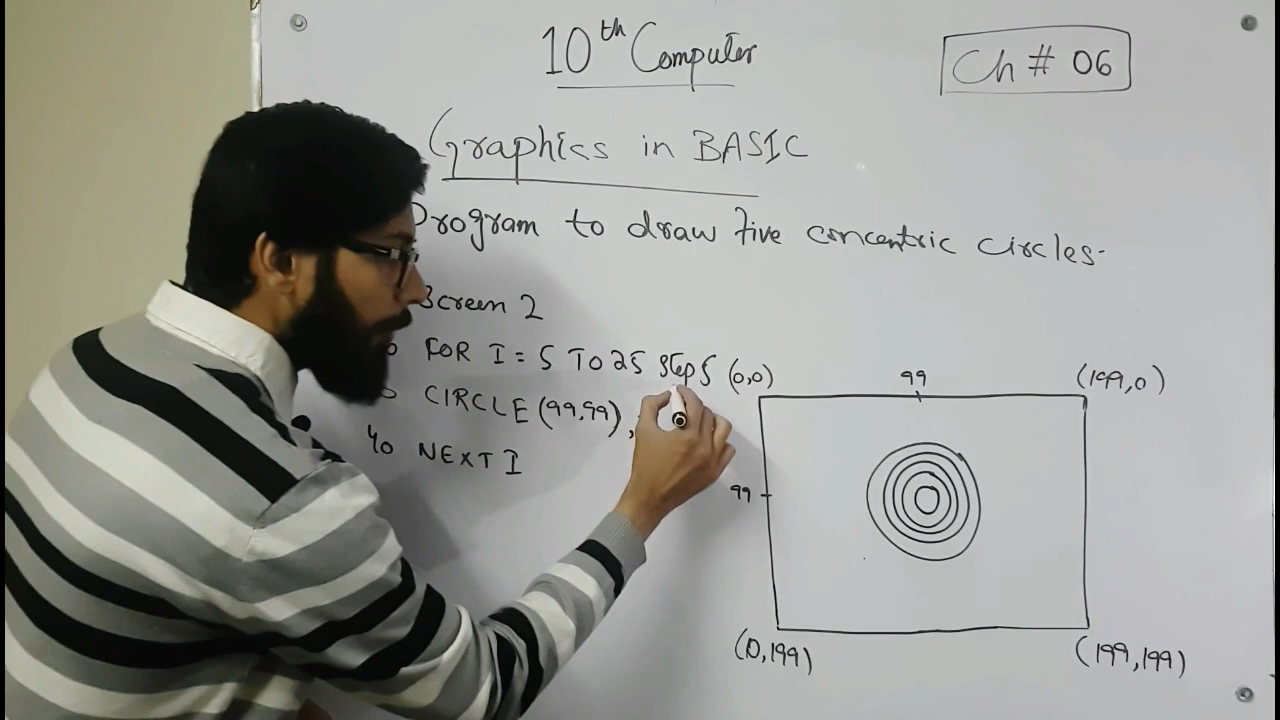 10th Computer
Ch # 06
Graphics in BASIC
Program to draw five concentric circles.
Screen 2
FOR I = 5 TO 25 Step 5
CIRCLE (99,99),
40 NEXT I
(0,0)
99
(199,0)
99
(0,199)
(199,199)